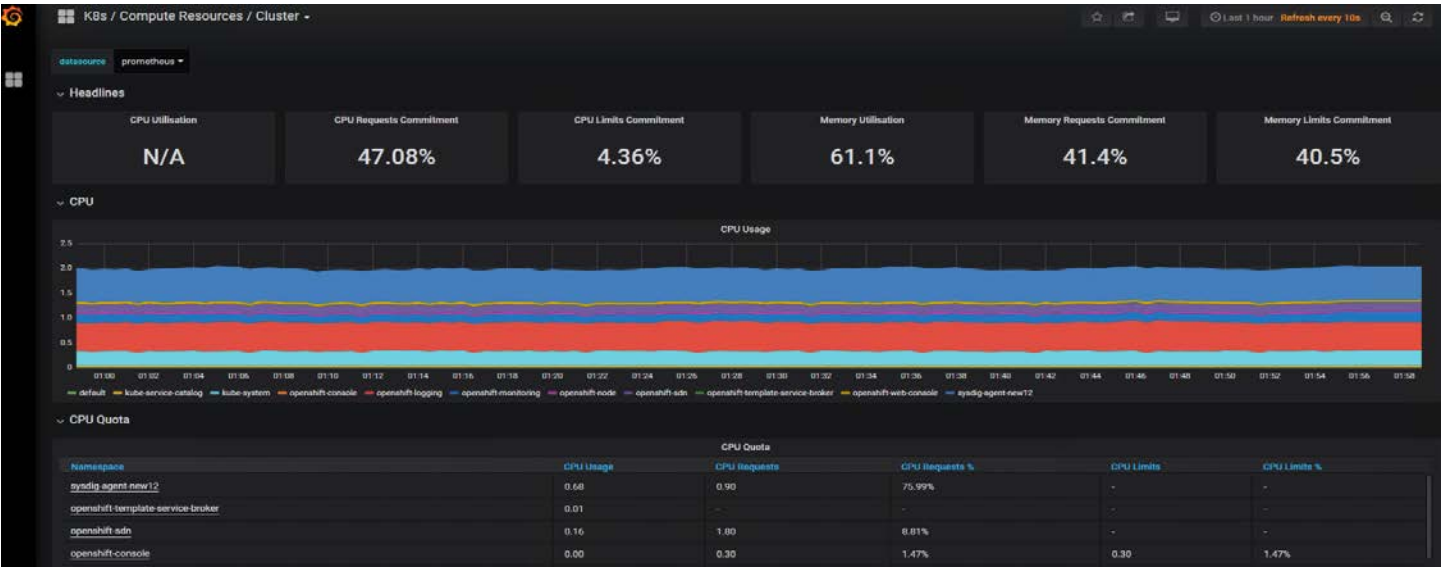 K8s / Compute Resources / Cluster
Last 1 hour Refresh every 10s
datasource prometheus
Headlines
CPU Utilisation CPU Requests Commitment CPU Limits Commitment Memory Utilisation Memory Requests Commitment Memory Limits Commitment
N/A 47.08% 4.36% 61.1% 41.4% 40.5%
CPU
CPU Usage
2.5
2.0
1.5
1.0
0.5
0
01:00 01:02 01:04 01:06 01:08 01:10 01:12 01:14 01:16 01:18 01:20 01:22 01:24 01:26 01:28 01:30 01:32 01:34 01:36 01:38 01:40 01:42 01:44 01:46 01:48 01:50 01:52 01:54 01:56 01:58
default kube-service-catalog kube-system openshift-console openshift-logging openshift-monitoring openshift-node openshift-sdn openshift-template-service-broker openshift-web-console sysdig-agent-new12
CPU Quota
CPU Quota
Namespace CPU Usage CPU Requests CPU Requests % CPU Limits CPU Limits %
sysdig-agent-new12 0.68 0.90 75.99% - -
openshift-template-service-broker 0.01 - - - -
openshift-sdn 0.16 1.80 8.81% - -
openshift-console 0.00 0.30 1.47% 0.30 1.47%